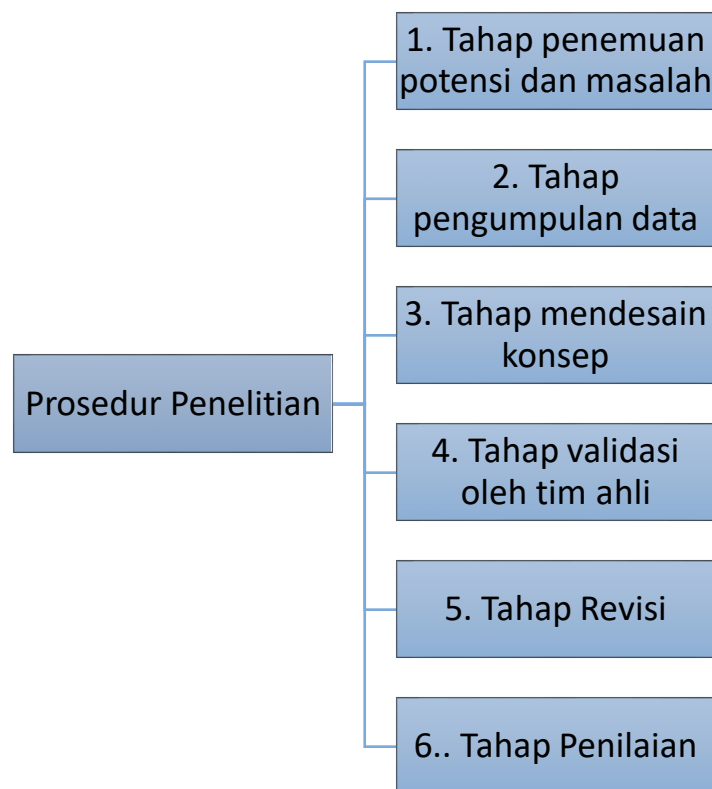 1. Tahap penemuan
potensi dan masalah
2. Tahap
pengumpulan data
3. Tahap mendesain
konsep
Prosedur Penelitian
4. Tahap validasi
oleh tim ahli
5. Tahap Revisi
6.. Tahap Penilaian